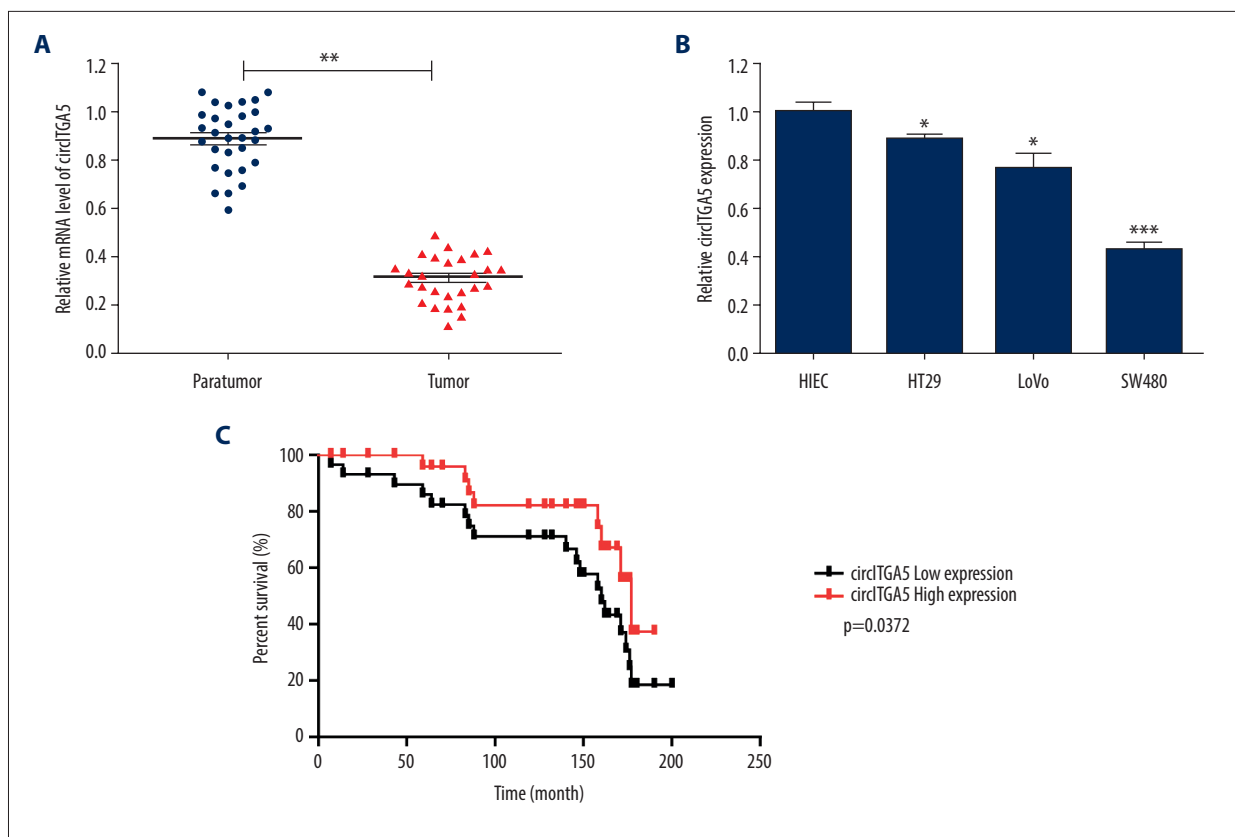 A
**
Relative mRNA level of circITGA5
1.2
1.0
0.8
0.6
0.4
0.2
0.0
Paratumor Tumor
B
Relative circITGA5 expression
1.2
1.0
0.8
0.6
0.4
0.2
0.0
*
*
***
HIEC HT29 LoVo SW480
C
Percent survival (%)
100
80
60
40
20
0
0 50 100 150 200 250
Time (month)
circITGA5 Low expression
circITGA5 High expression
p=0.0372